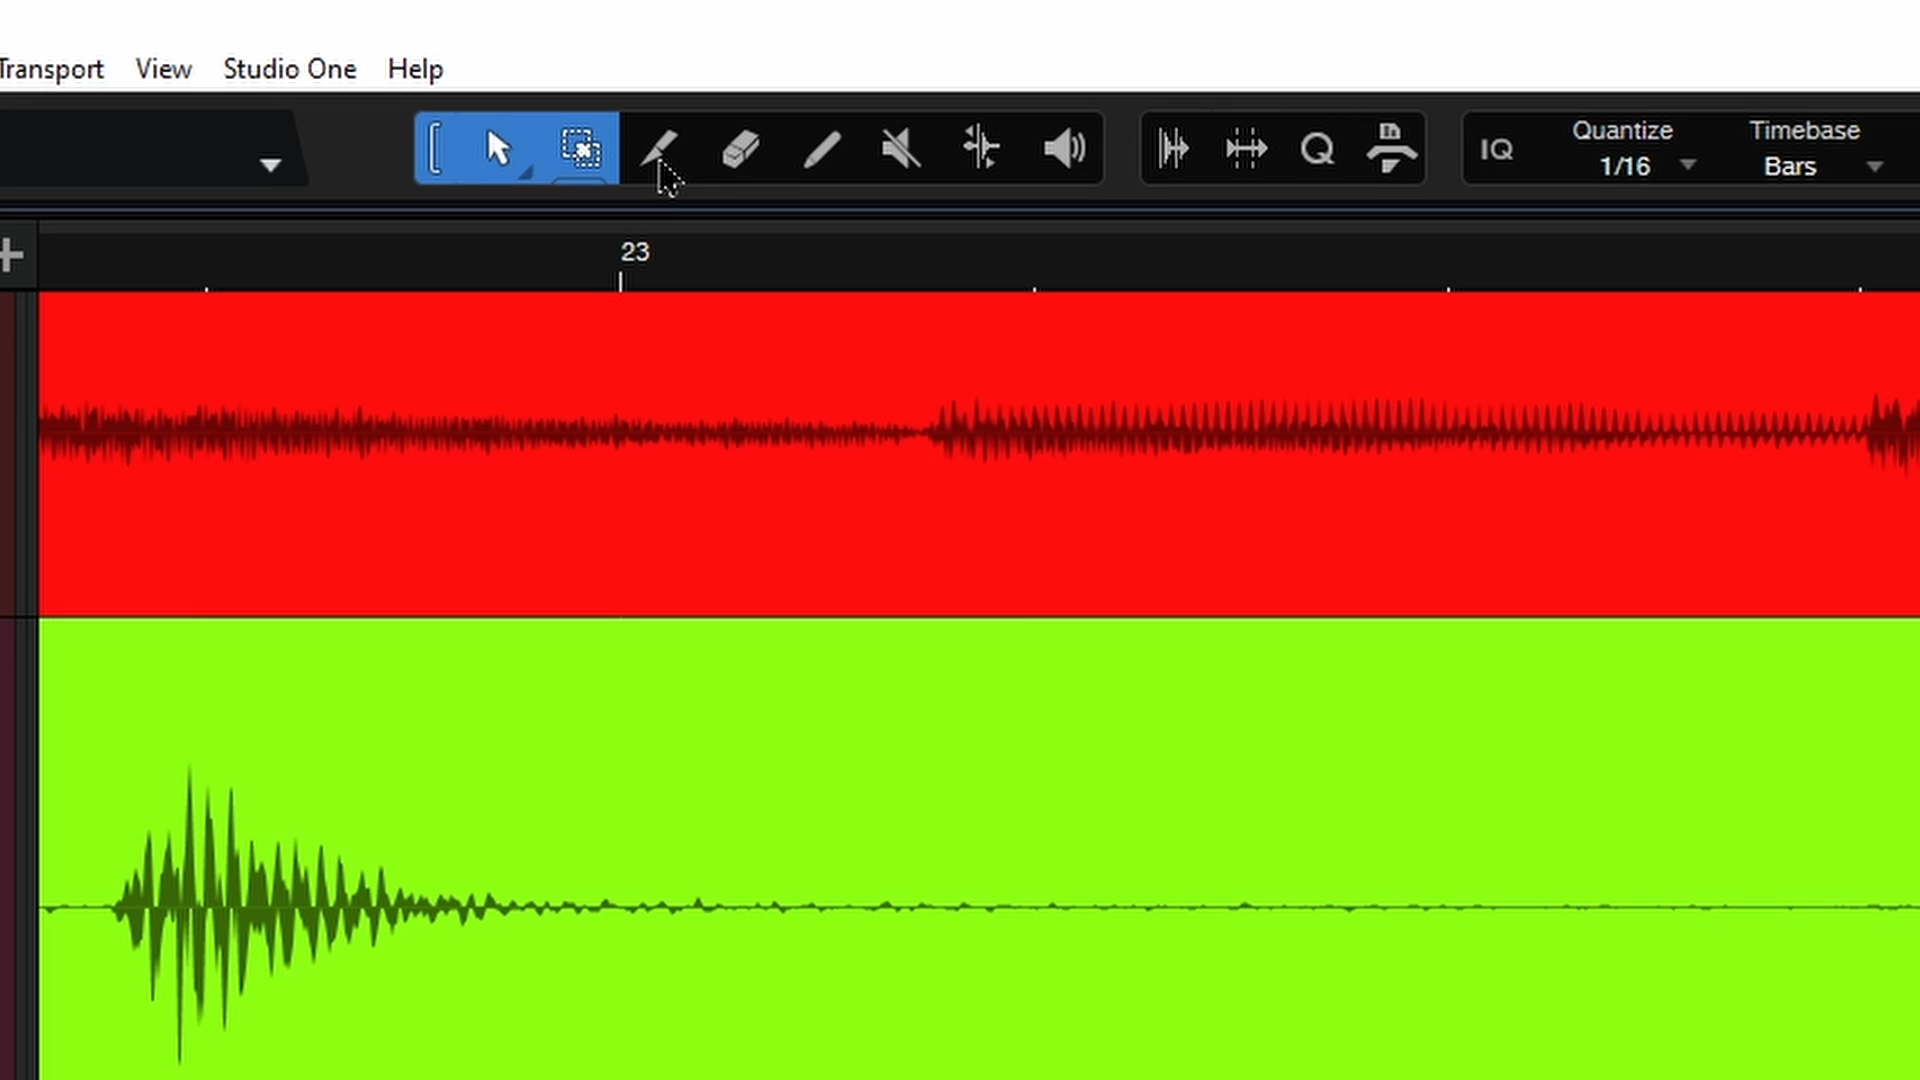 Transport View Studio One Help
IQ Quantize 1/16 Timebase Bars
23